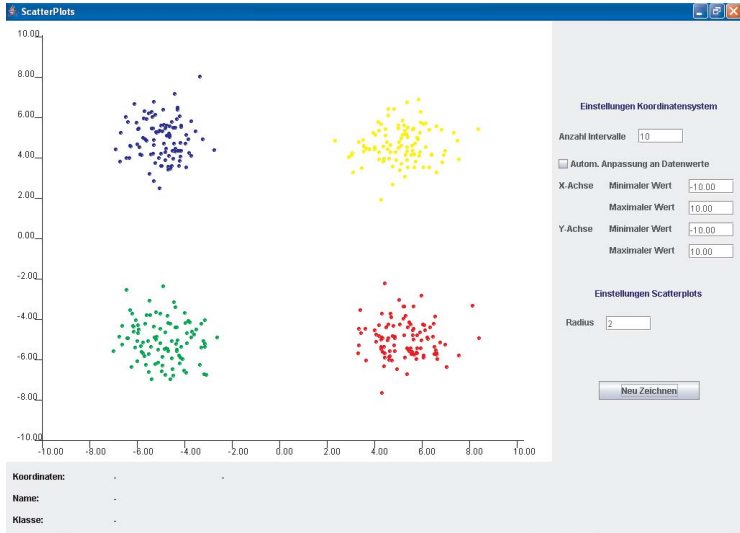 ScatterPlots
10.00
8.00
6.00
4.00
2.00
0.00
-2.00
-4.00
-6.00
-8.00
-10.00
-10.00 -8.00 -6.00 -4.00 -2.00 0.00 2.00 4.00 6.00 8.00 10.00
Einstellungen Koordinatensystem
Anzahl Intervalle 10
Autom. Anpassung an Datenwerte
X-Achse Minimaler Wert -10.00
Maximaler Wert 10.00
Y-Achse Minimaler Wert -10.00
Maximaler Wert 10.00
Einstellungen Scatterplots
Radius 2
Neu Zeichnen
Koordinaten: - -
Name: -
Klasse: -